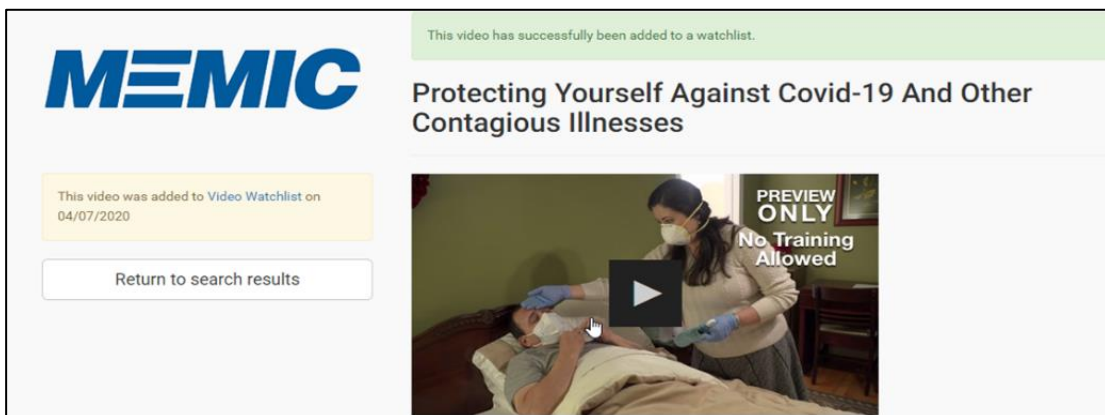 MEMIC
This video was added to Video Watchlist on
04/07/2020
Return to search results
This video has successfully been added to a watchlist.
Protecting Yourself Against Covid-19 And Other
Contagious Illnesses
PREVIEW
ONLY
No Training
Allowed